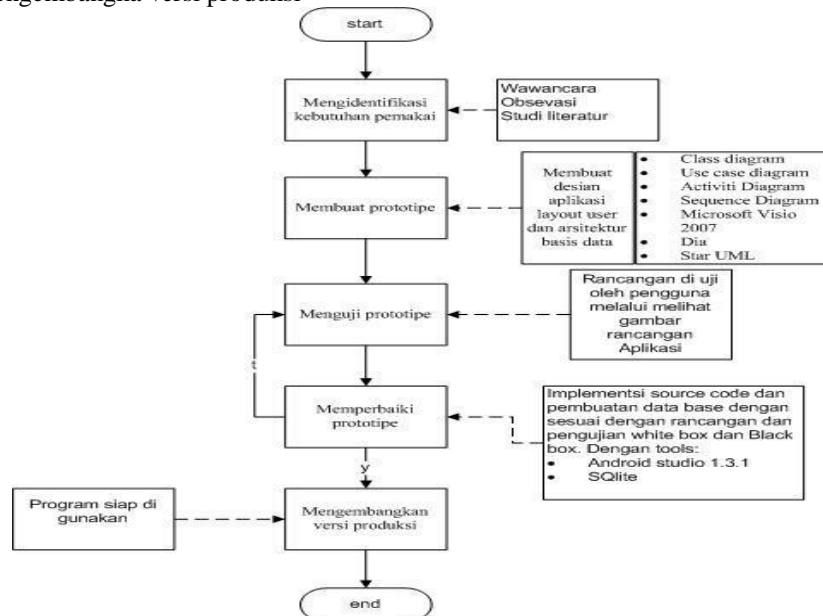 start
Mengidentifikasi
kebutuhan pemakai
Wawancara
Obsevasi
Studi literatur
Membuat prototipe
Membuat
desian
aplikasi
layout user
dan arsitektur
basis data
• Class diagram
• Use case diagram
• Activiti Diagram
• Sequence Diagram
• Microsoft Visio
2007
• Dia
• Star UML
Menguji prototipe
Rancangan di uji
oleh pengguna
melalui melihat
gambar
rancangan
Aplikasi
Memperbaiki
prototipe
Implementsi source code dan
pembuatan data base dengan
sesuai dengan rancangan dan
pengujian white box dan Black
box. Dengan tools:
• Android studio 1.3.1
• SQlite
y
Program siap di
gunakan
Mengembangkan
versi produksi
end